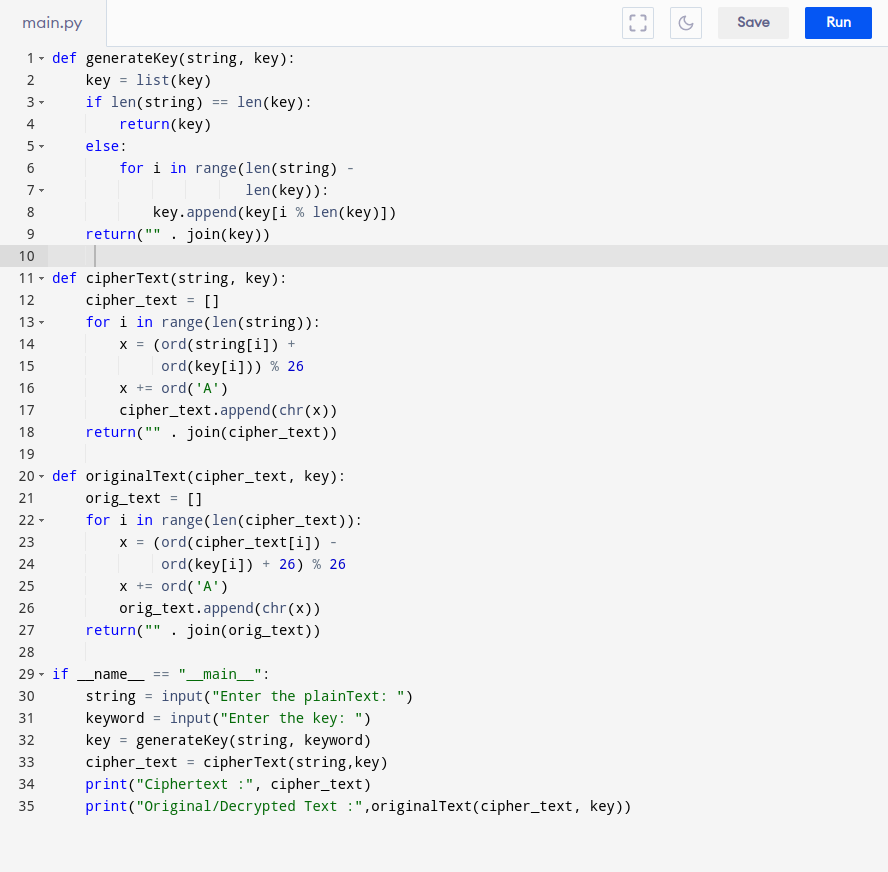 main.py
Save
Run
1 def generateKey(string, key):
2     key = list(key)
3     if len(string) == len(key):
4         return(key)
5     else:
6         for i in range(len(string) -
7                        len(key)):
8             key.append(key[i % len(key)])
9     return("" . join(key))
10
11 def cipherText(string, key):
12     cipher_text = []
13     for i in range(len(string)):
14         x = (ord(string[i]) +
15              ord(key[i])) % 26
16         x += ord('A')
17         cipher_text.append(chr(x))
18     return("" . join(cipher_text))
19
20 def originalText(cipher_text, key):
21     orig_text = []
22     for i in range(len(cipher_text)):
23         x = (ord(cipher_text[i]) -
24              ord(key[i]) + 26) % 26
25         x += ord('A')
26         orig_text.append(chr(x))
27     return("" . join(orig_text))
28
29 if __name__ == "__main__":
30     string = input("Enter the plainText: ")
31     keyword = input("Enter the key: ")
32     key = generateKey(string, keyword)
33     cipher_text = cipherText(string,key)
34     print("Ciphertext :", cipher_text)
35     print("Original/Decrypted Text :",originalText(cipher_text, key))